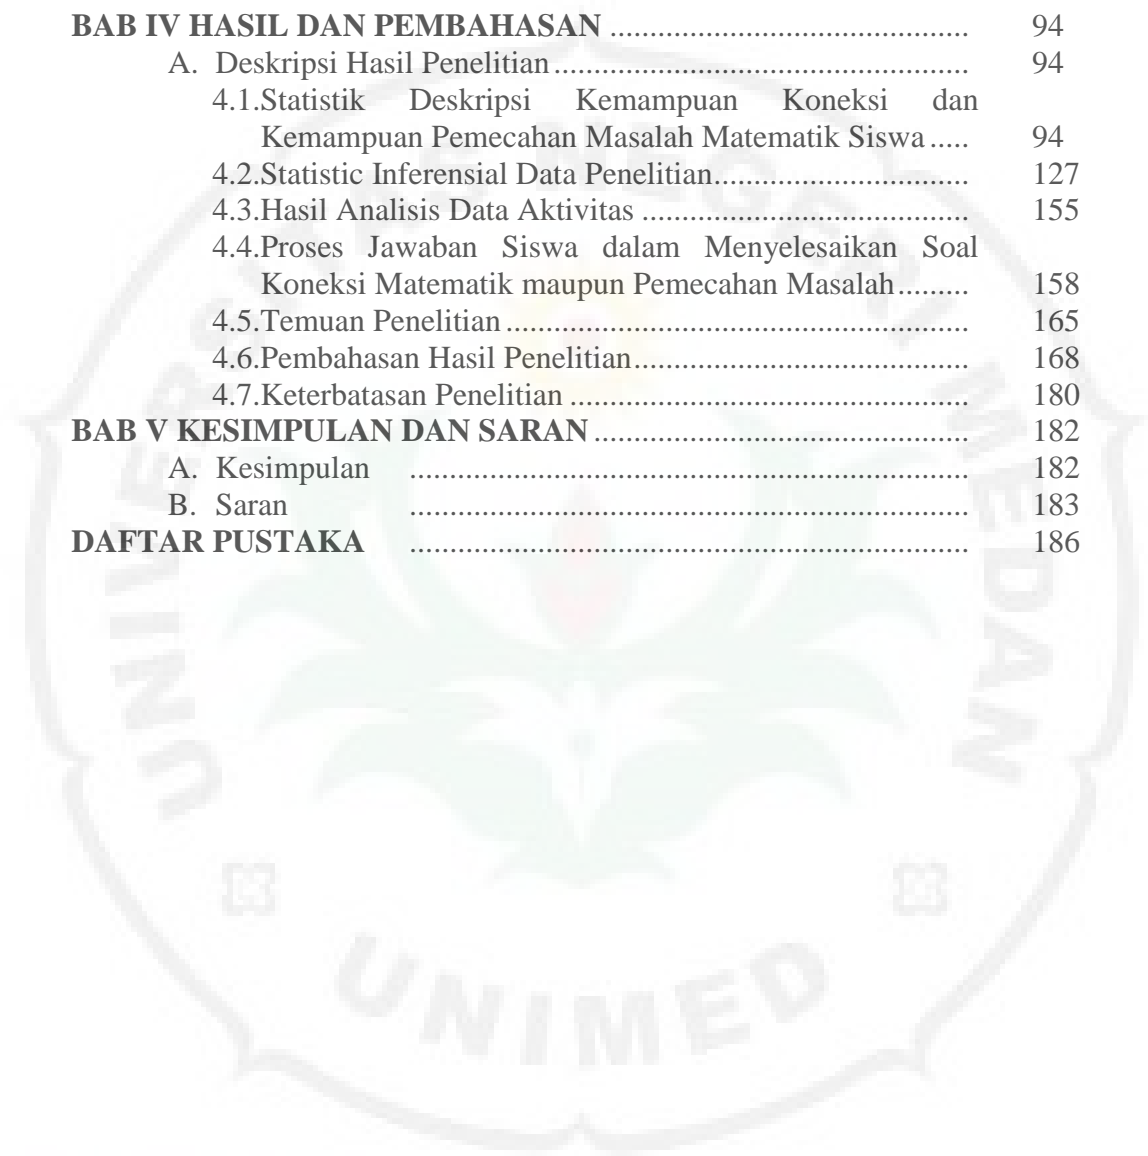 BAB IV HASIL DAN PEMBAHASAN ............................................. 94
A. Deskripsi Hasil Penelitian .................................................... 94
4.1.Statistik Deskripsi Kemampuan Koneksi dan
Kemampuan Pemecahan Masalah Matematik Siswa ..... 94
4.2.Statistic Inferensial Data Penelitian................................ 127
4.3.Hasil Analisis Data Aktivitas ......................................... 155
4.4.Proses Jawaban Siswa dalam Menyelesaikan Soal
Koneksi Matematik maupun Pemecahan Masalah ......... 158
4.5.Temuan Penelitian .......................................................... 165
4.6.Pembahasan Hasil Penelitian .......................................... 168
4.7.Keterbatasan Penelitian .................................................. 180
BAB V KESIMPULAN DAN SARAN ............................................... 182
A. Kesimpulan ...................................................................... 182
B. Saran ...................................................................... 183
DAFTAR PUSTAKA ...................................................................... 186
UNIVERSITAS NEGERI MEDAN
UNIMED